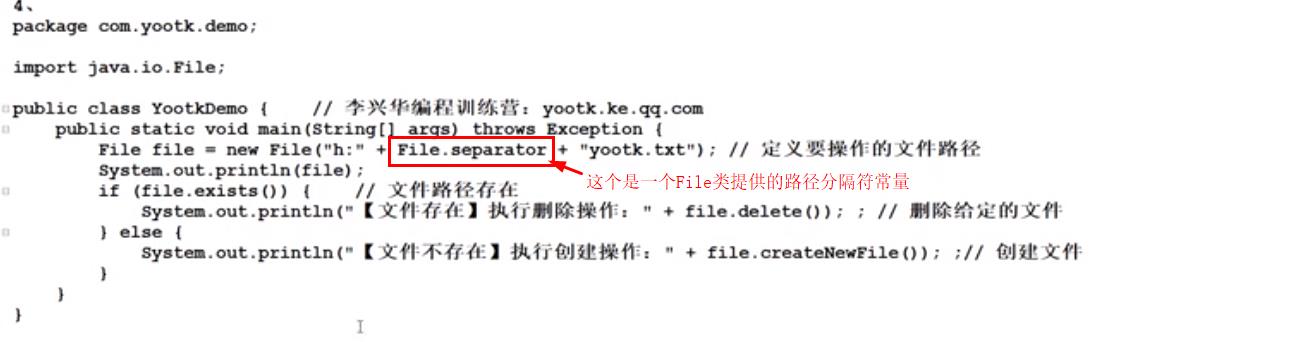 4、
package com.yootk.demo;
import java.io.File;
public class YootkDemo {    // 李兴华编程训练营：yootk.ke.qq.com
    public static void main(String[] args) throws Exception {
        File file = new File("h:" + File.separator + "yootk.txt"); // 定义要操作的文件路径
        System.out.println(file);
这个是一个File类提供的路径分隔符常量
        if (file.exists()) {    // 文件路径存在
            System.out.println("【文件存在】执行删除操作：" + file.delete()); ; // 删除给定的文件
        } else {
            System.out.println("【文件不存在】执行创建操作：" + file.createNewFile()); ;// 创建文件
        }
    }
}